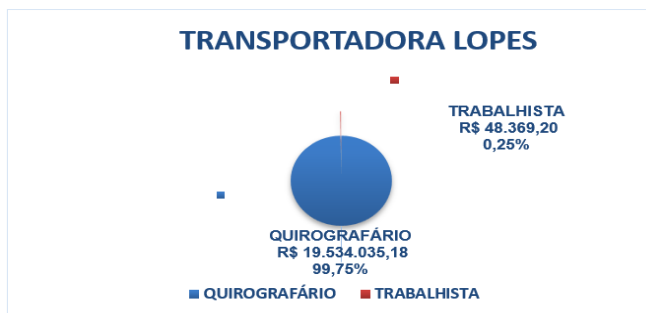 TRANSPORTADORA LOPES
TRABALHISTA
R$ 48.369,20
0,25%
QUIROGRAFÁRIO
R$ 19.534.035,18
99,75%
QUIROGRAFÁRIO TRABALHISTA